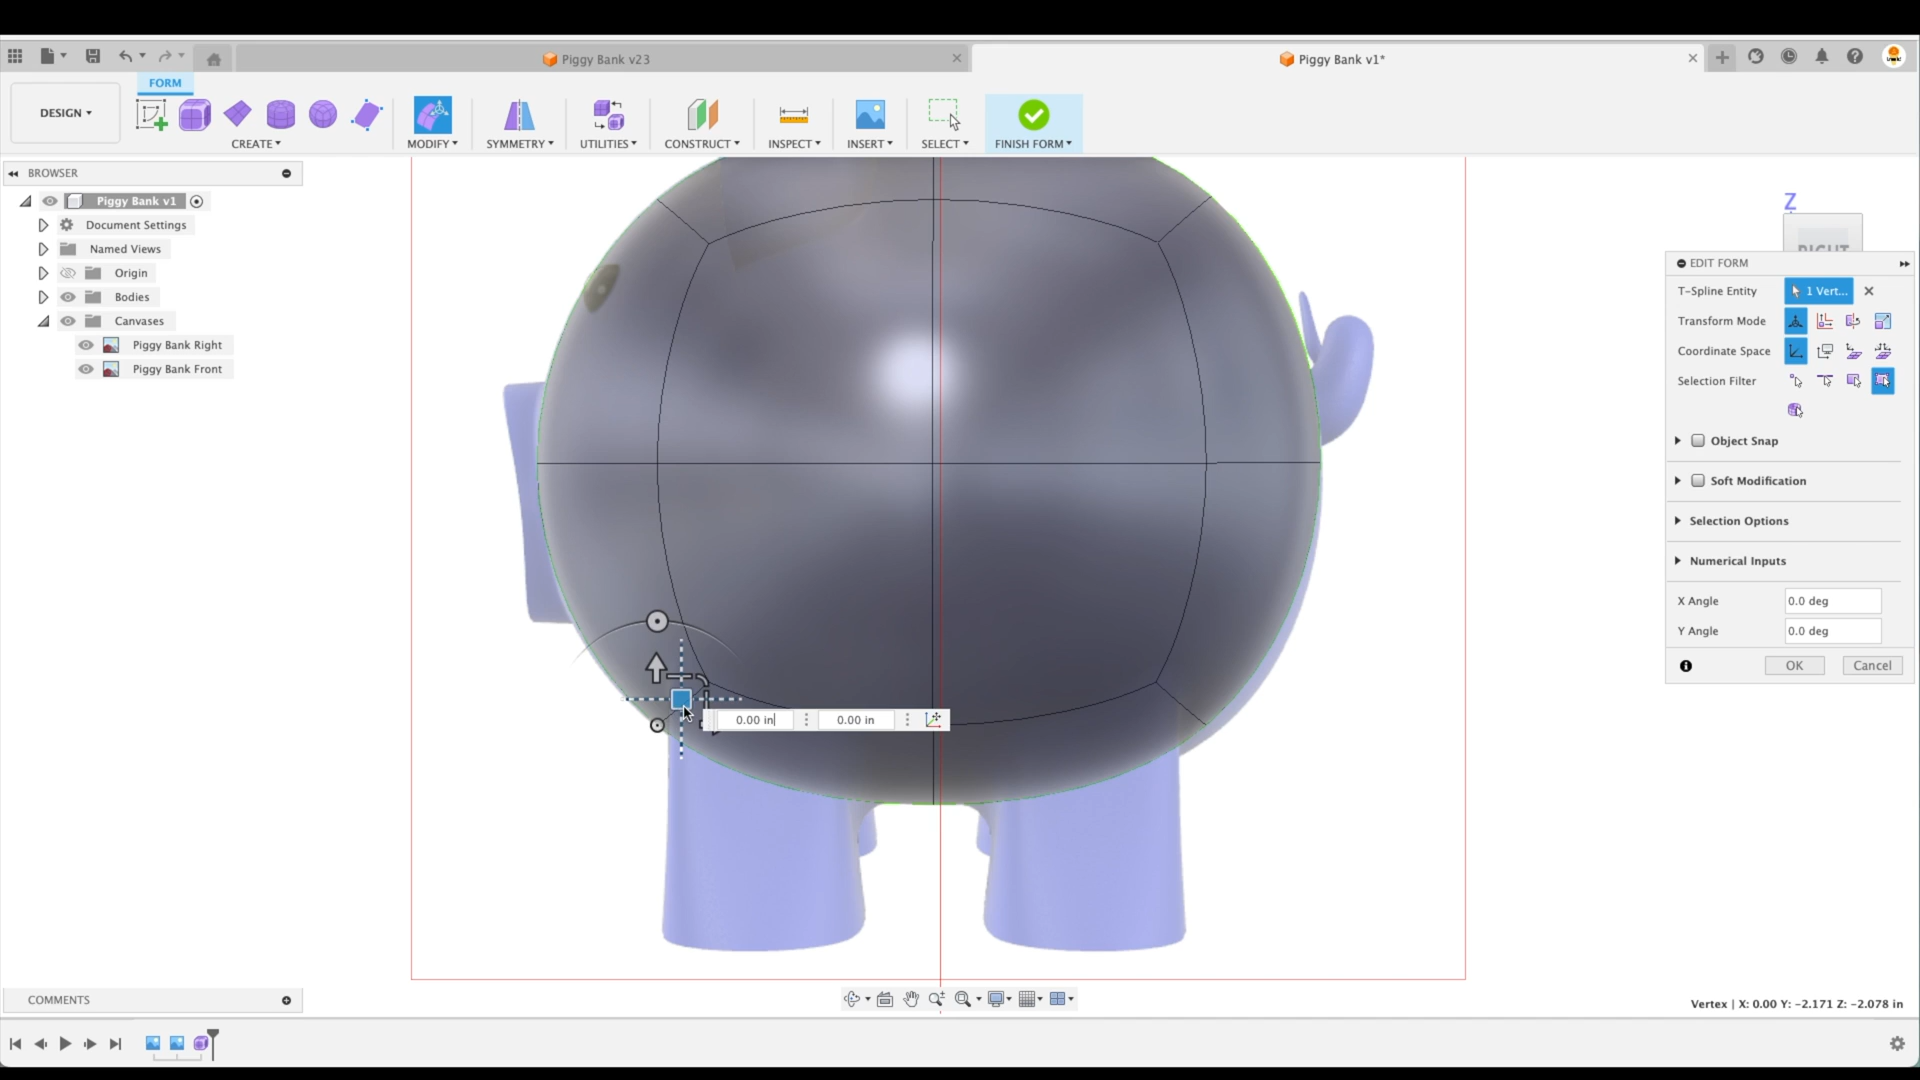 Piggy Bank v23
Piggy Bank v1*
FORM
DESIGN
CREATE
MODIFY
SYMMETRY
UTILITIES
CONSTRUCT
INSPECT
INSERT
SELECT
FINISH FORM
BROWSER
Piggy Bank v1
Document Settings
Named Views
Origin
Bodies
Canvases
Piggy Bank Right
Piggy Bank Front
Z
RIGHT
EDIT FORM
T-Spline Entity
1 Vert...
Transform Mode
Coordinate Space
Selection Filter
Object Snap
Soft Modification
Selection Options
Numerical Inputs
X Angle
0.0 deg
Y Angle
0.0 deg
OK
Cancel
0.00 in
0.00 in
COMMENTS
Vertex | X: 0.00 Y: -2.171 Z: -2.078 in